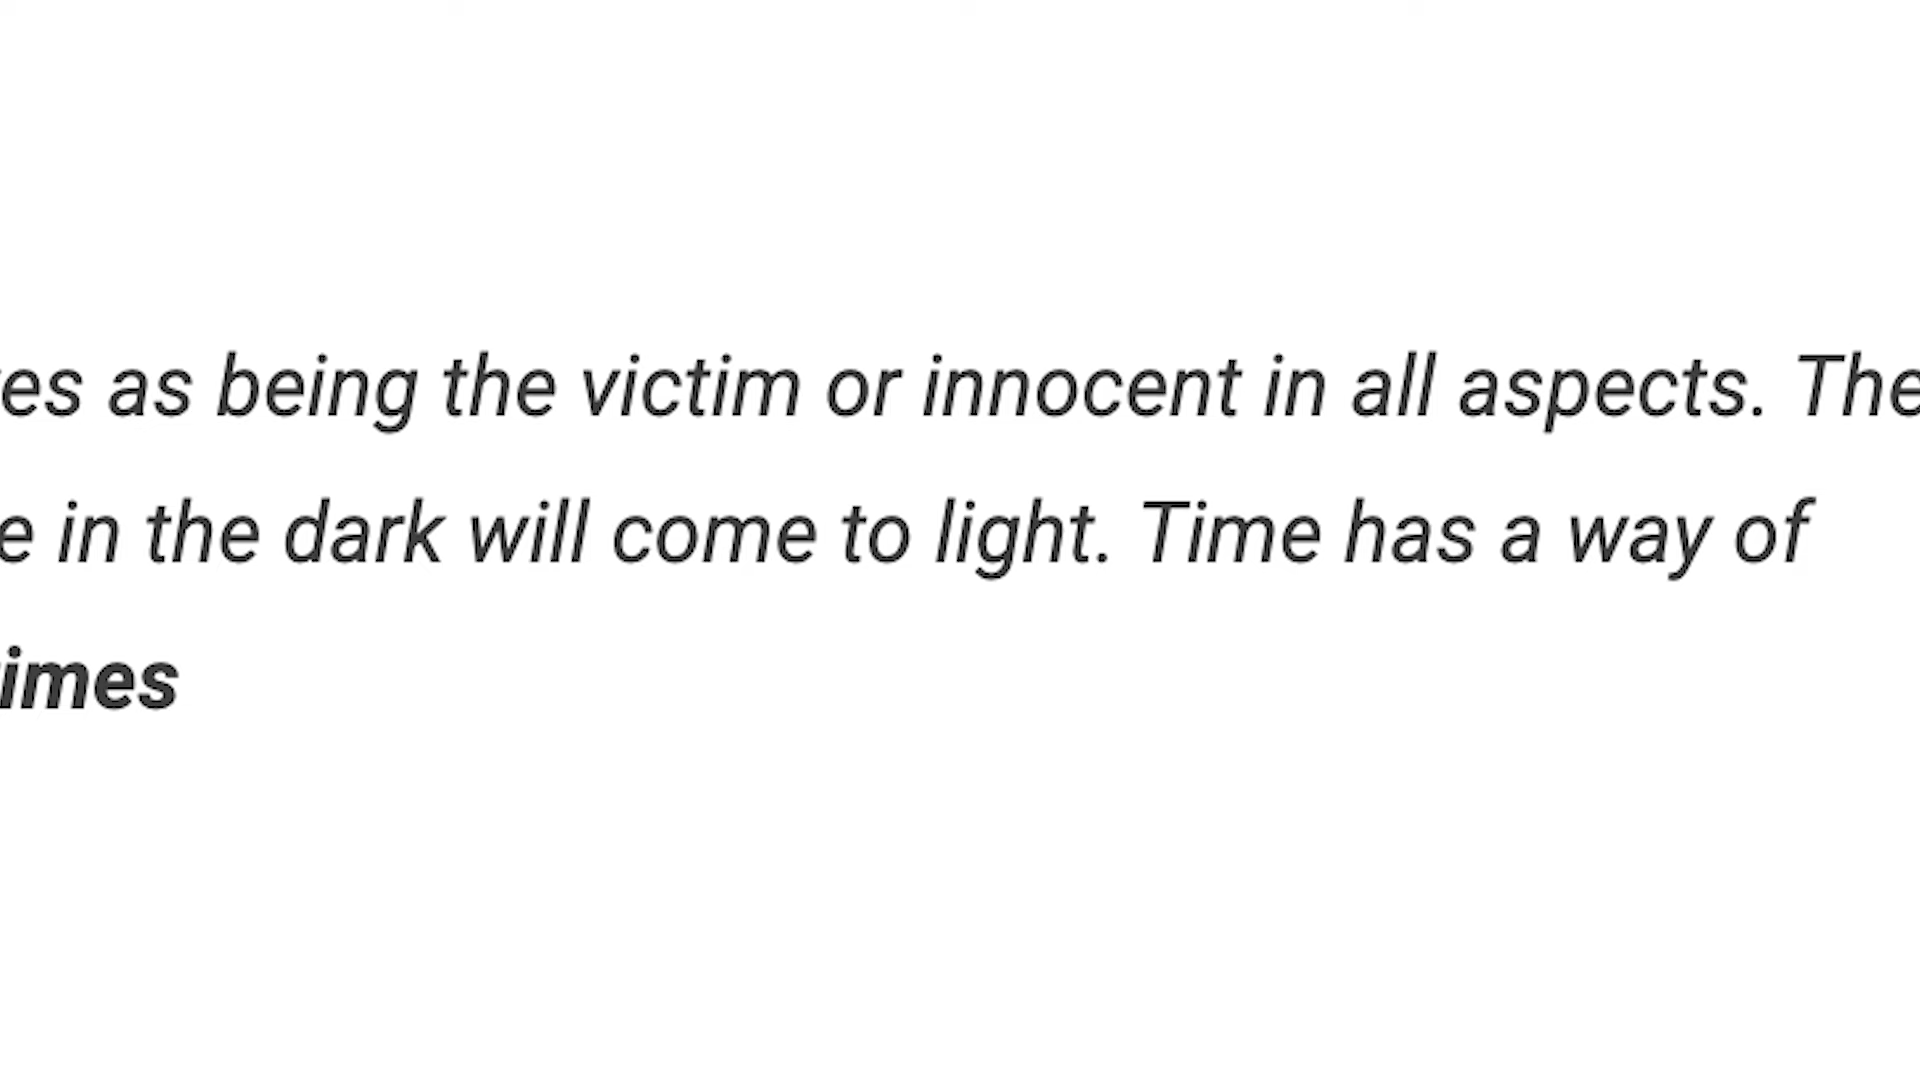 es as being the victim or innocent in all aspects. The
e in the dark will come to light. Time has a way of
imes